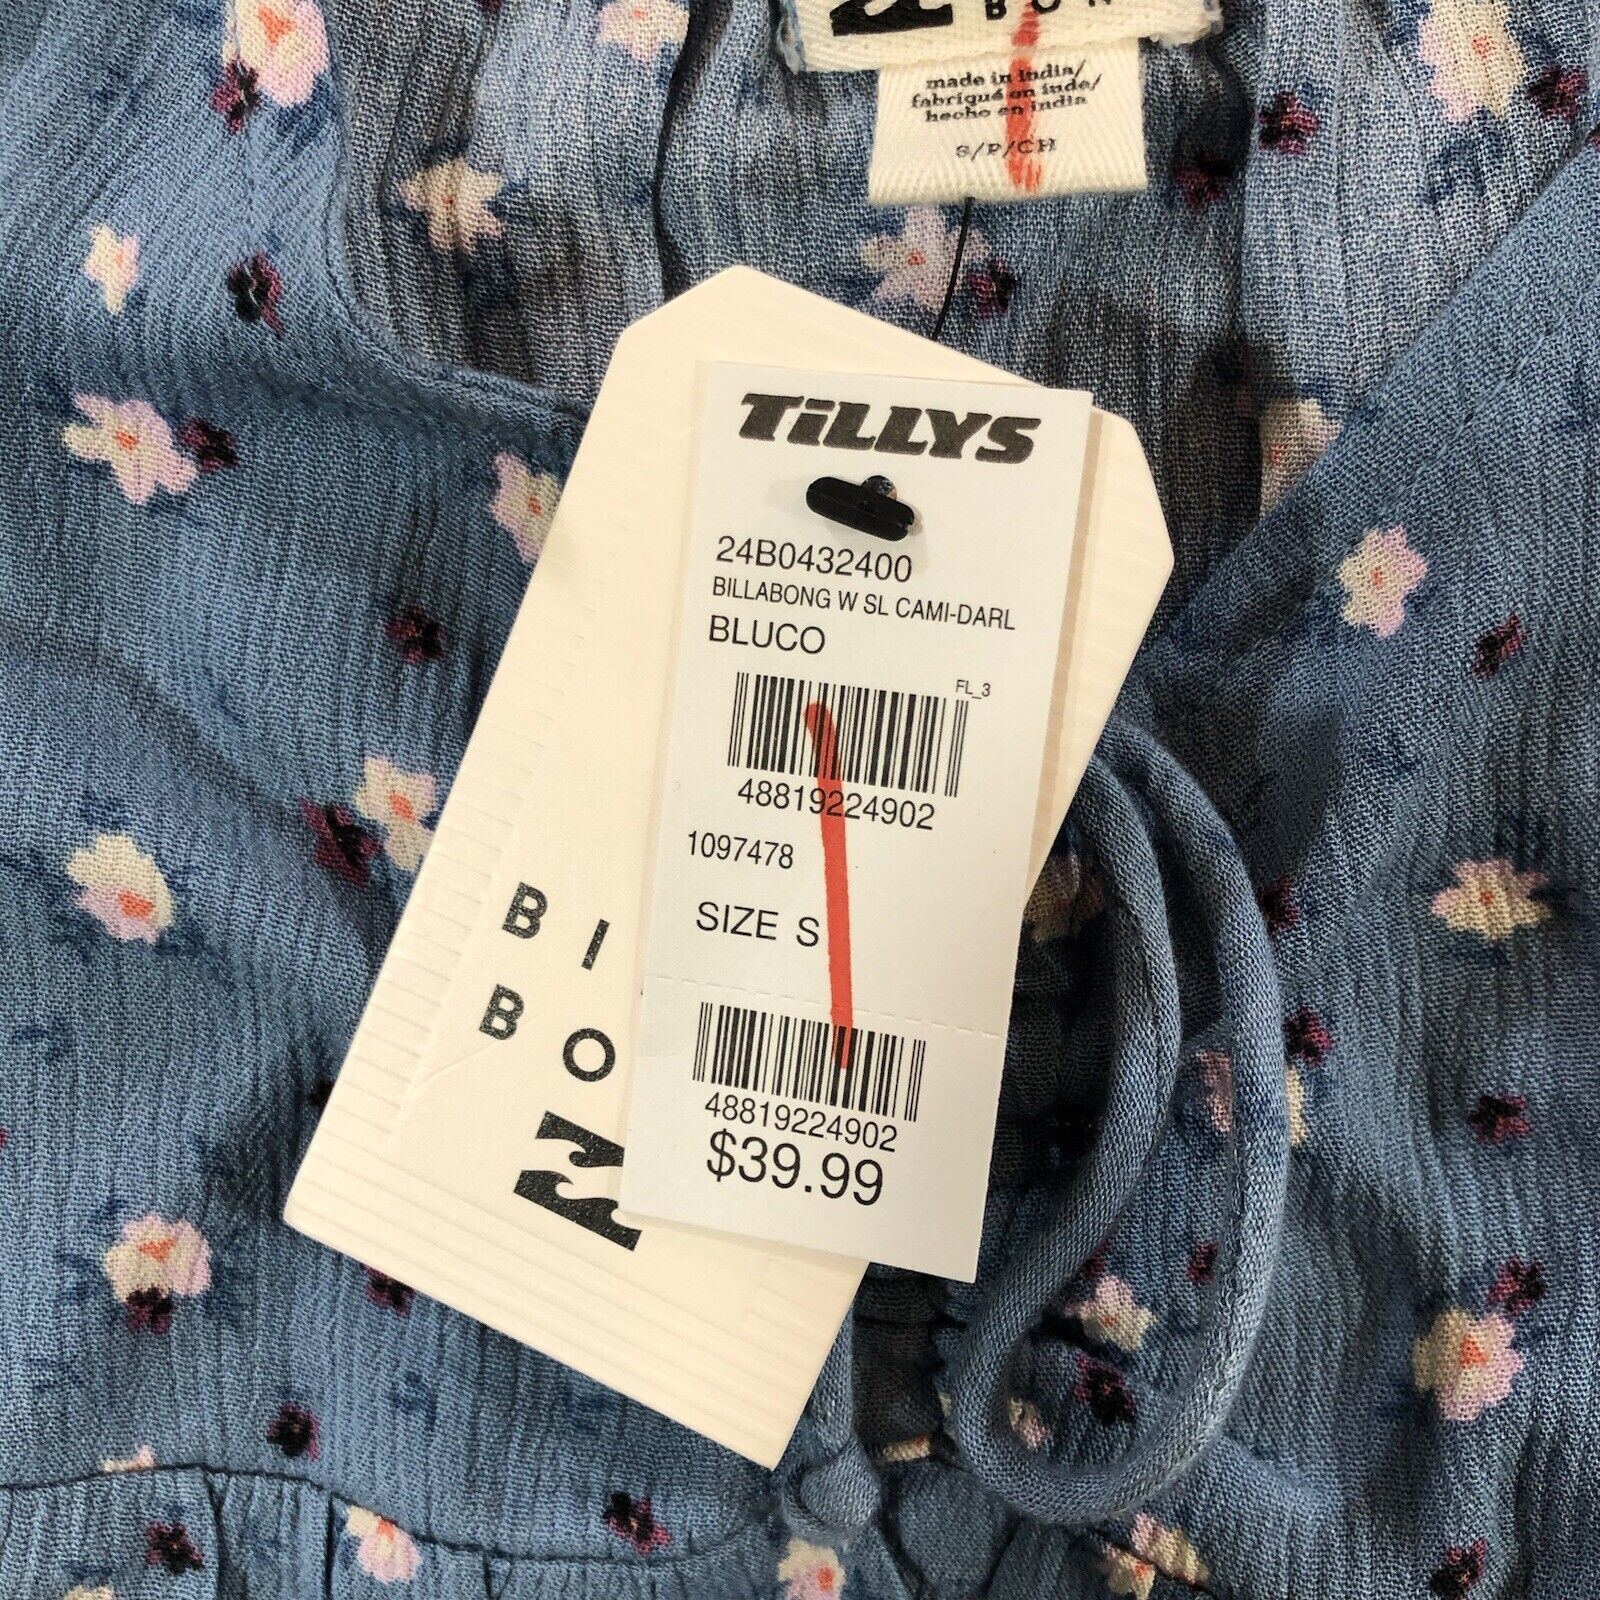 BON
made in india/
fabriqué en inde/
hecho en india
S/P/CH
TiLLYS
24B0432400
BILLABONG W SL CAMI-DARL
BLUCO
FL_3
48819224902
1097478
SIZE S
48819224902
$39.99
BI
BO